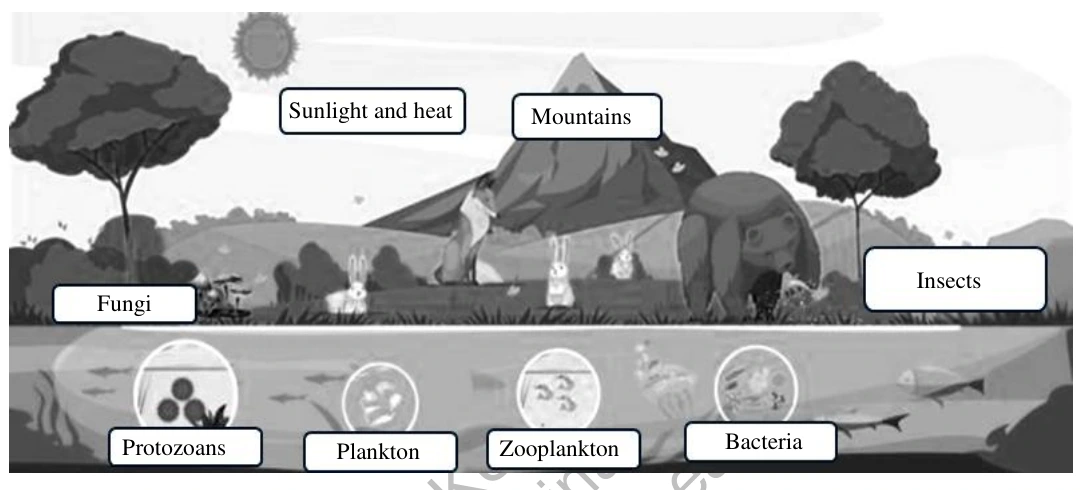 Sunlight and heat
Mountains
Insects
Fungi
Protozoans
Plankton
Zooplankton
Bacteria